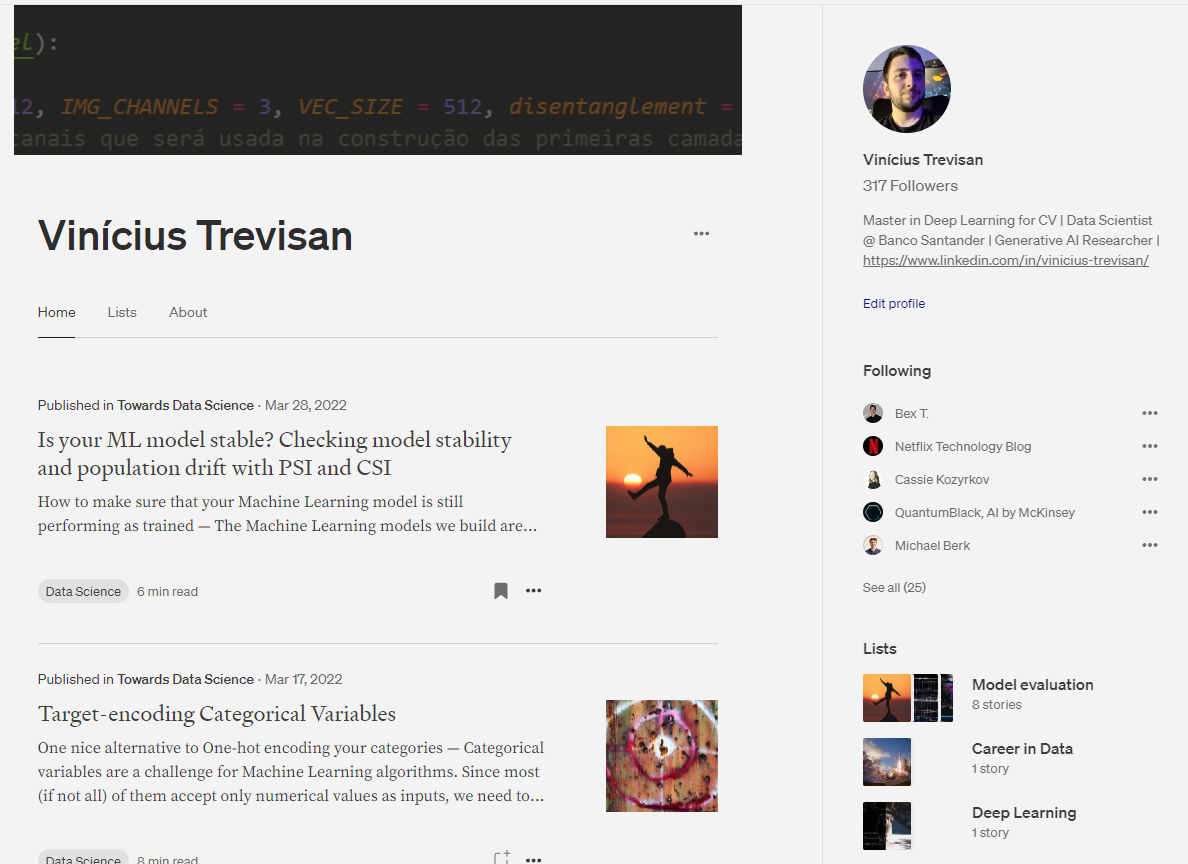 el):
12, IMG_CHANNELS = 3, VEC_SIZE = 512, disentanglement =
canais que será usada na construção das primeiras camada
Vinícius Trevisan
Home Lists About
Published in Towards Data Science · Mar 28, 2022
Is your ML model stable? Checking model stability
and population drift with PSI and CSI
How to make sure that your Machine Learning model is still
performing as trained — The Machine Learning models we build are…
Data Science 6 min read
Published in Towards Data Science · Mar 17, 2022
Target-encoding Categorical Variables
One nice alternative to One-hot encoding your categories — Categorical
variables are a challenge for Machine Learning algorithms. Since most
(if not all) of them accept only numerical values as inputs, we need to…
Data Science 8 min read
Vinícius Trevisan
317 Followers
Master in Deep Learning for CV | Data Scientist
@ Banco Santander | Generative AI Researcher |
https://www.linkedin.com/in/vinicius-trevisan/
Edit profile
Following
Bex T.
Netflix Technology Blog
Cassie Kozyrkov
QuantumBlack, AI by McKinsey
Michael Berk
See all (25)
Lists
Model evaluation
8 stories
Career in Data
1 story
Deep Learning
1 story